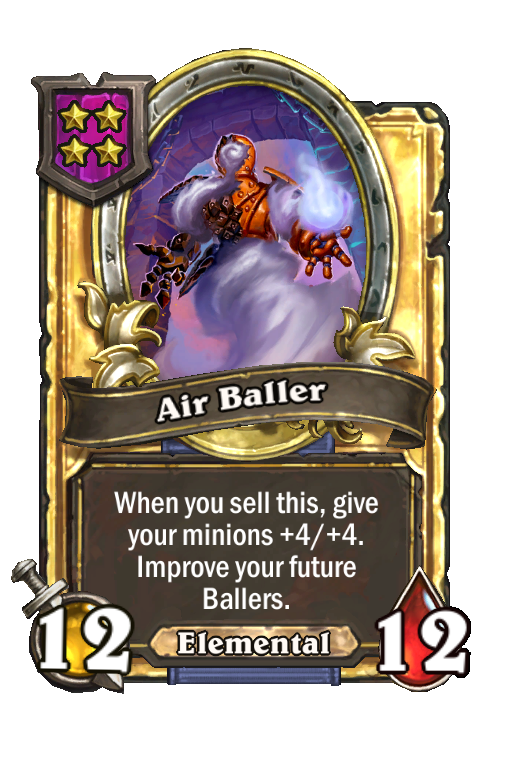 Air Baller
When you sell this, give
your minions +4/+4.
Improve your future
Ballers.
12
Elemental
12